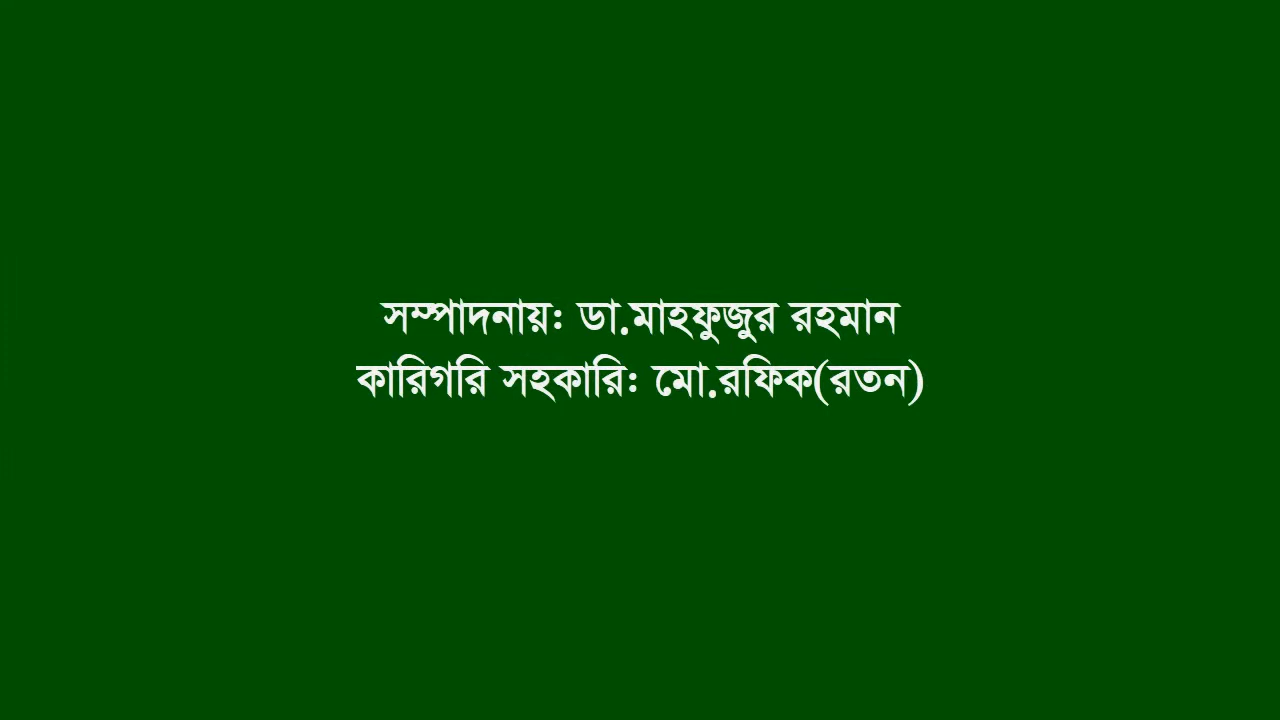 সম্পাদনায়: ডা.মাহফুজুর রহমান
কারিগরি সহকারি: মো.রফিক(রতন)